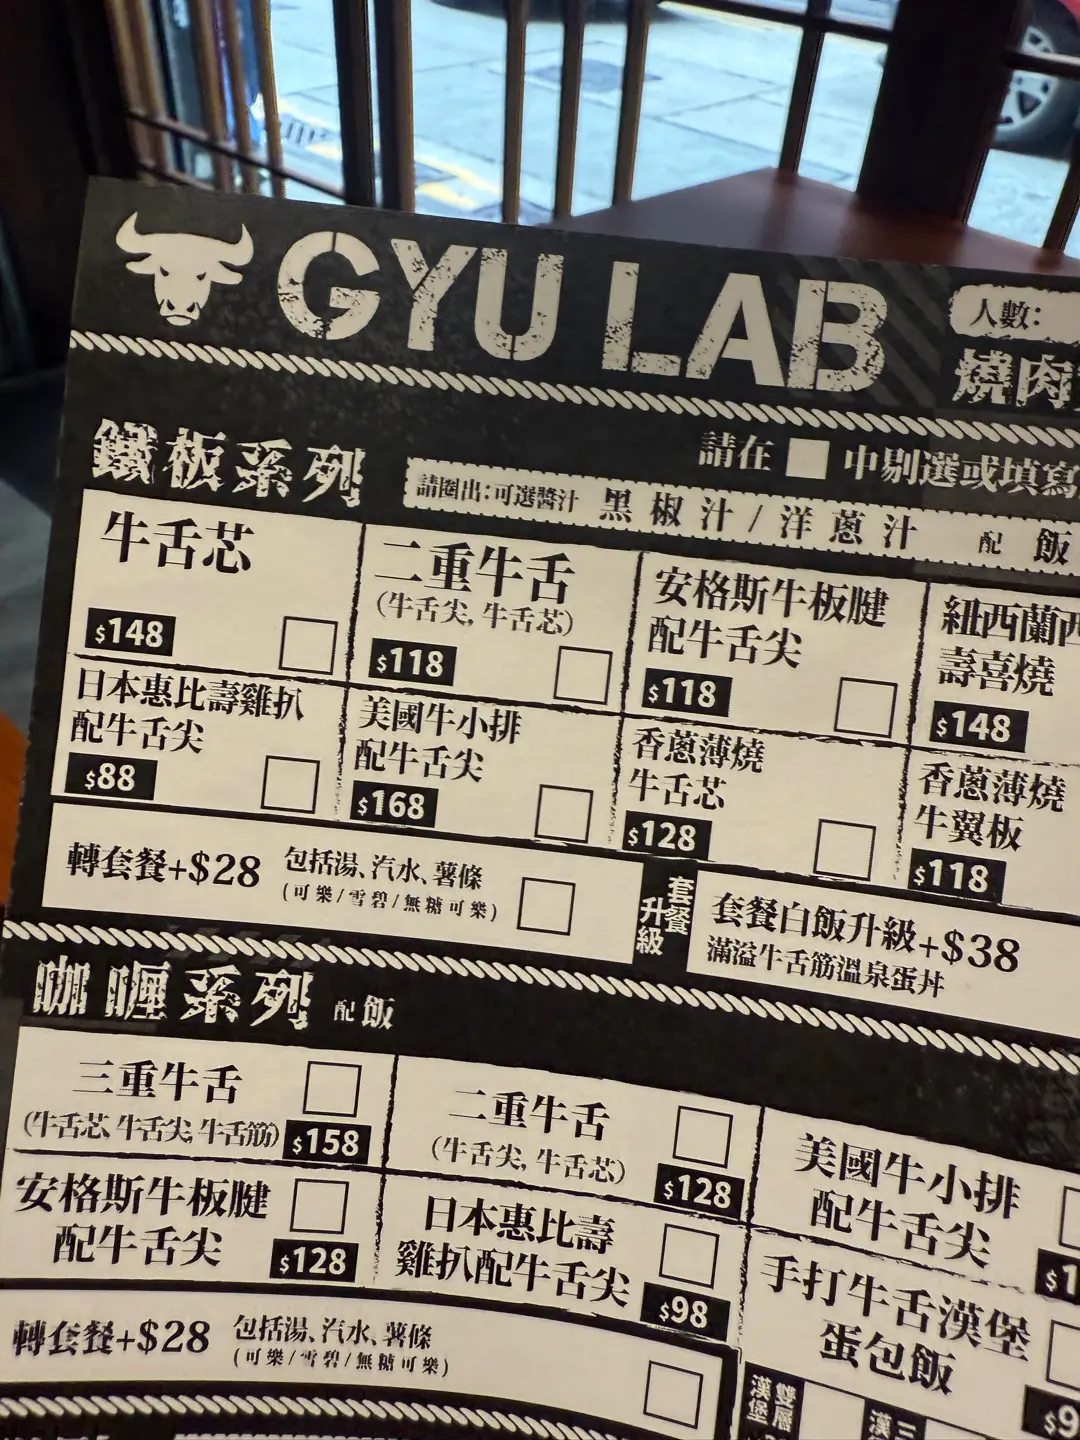 GYU LAB
人數:
燒肉
鐵板系列
請在 中剔選或填寫
請圈出:可選醬汁 黑椒汁/洋蔥汁 配 飯
牛舌芯
$148
二重牛舌
(牛舌尖, 牛舌芯)
$118
安格斯牛板腱
配牛舌尖
$118
紐西蘭西
壽喜燒
$148
日本惠比壽雞扒
配牛舌尖
$88
美國牛小排
配牛舌尖
$168
香蔥薄燒
牛舌芯
$128
香蔥薄燒
牛翼板
$118
轉套餐+$28 包括湯、汽水、薯條
(可樂/雪碧/無糖可樂)
套餐
升級
套餐白飯升級+$38
滿溢牛舌筋溫泉蛋丼
咖喱系列 配飯
三重牛舌
(牛舌芯, 牛舌尖, 牛舌筋)
$158
二重牛舌
(牛舌尖, 牛舌芯)
$128
美國牛小排
配牛舌尖
$1
安格斯牛板腱
配牛舌尖
$128
日本惠比壽
雞扒配牛舌尖
$98
手打牛舌漢堡
蛋包飯
$9
轉套餐+$28 包括湯、汽水、薯條
(可樂/雪碧/無糖可樂)
雙層
漢堡
三
漢